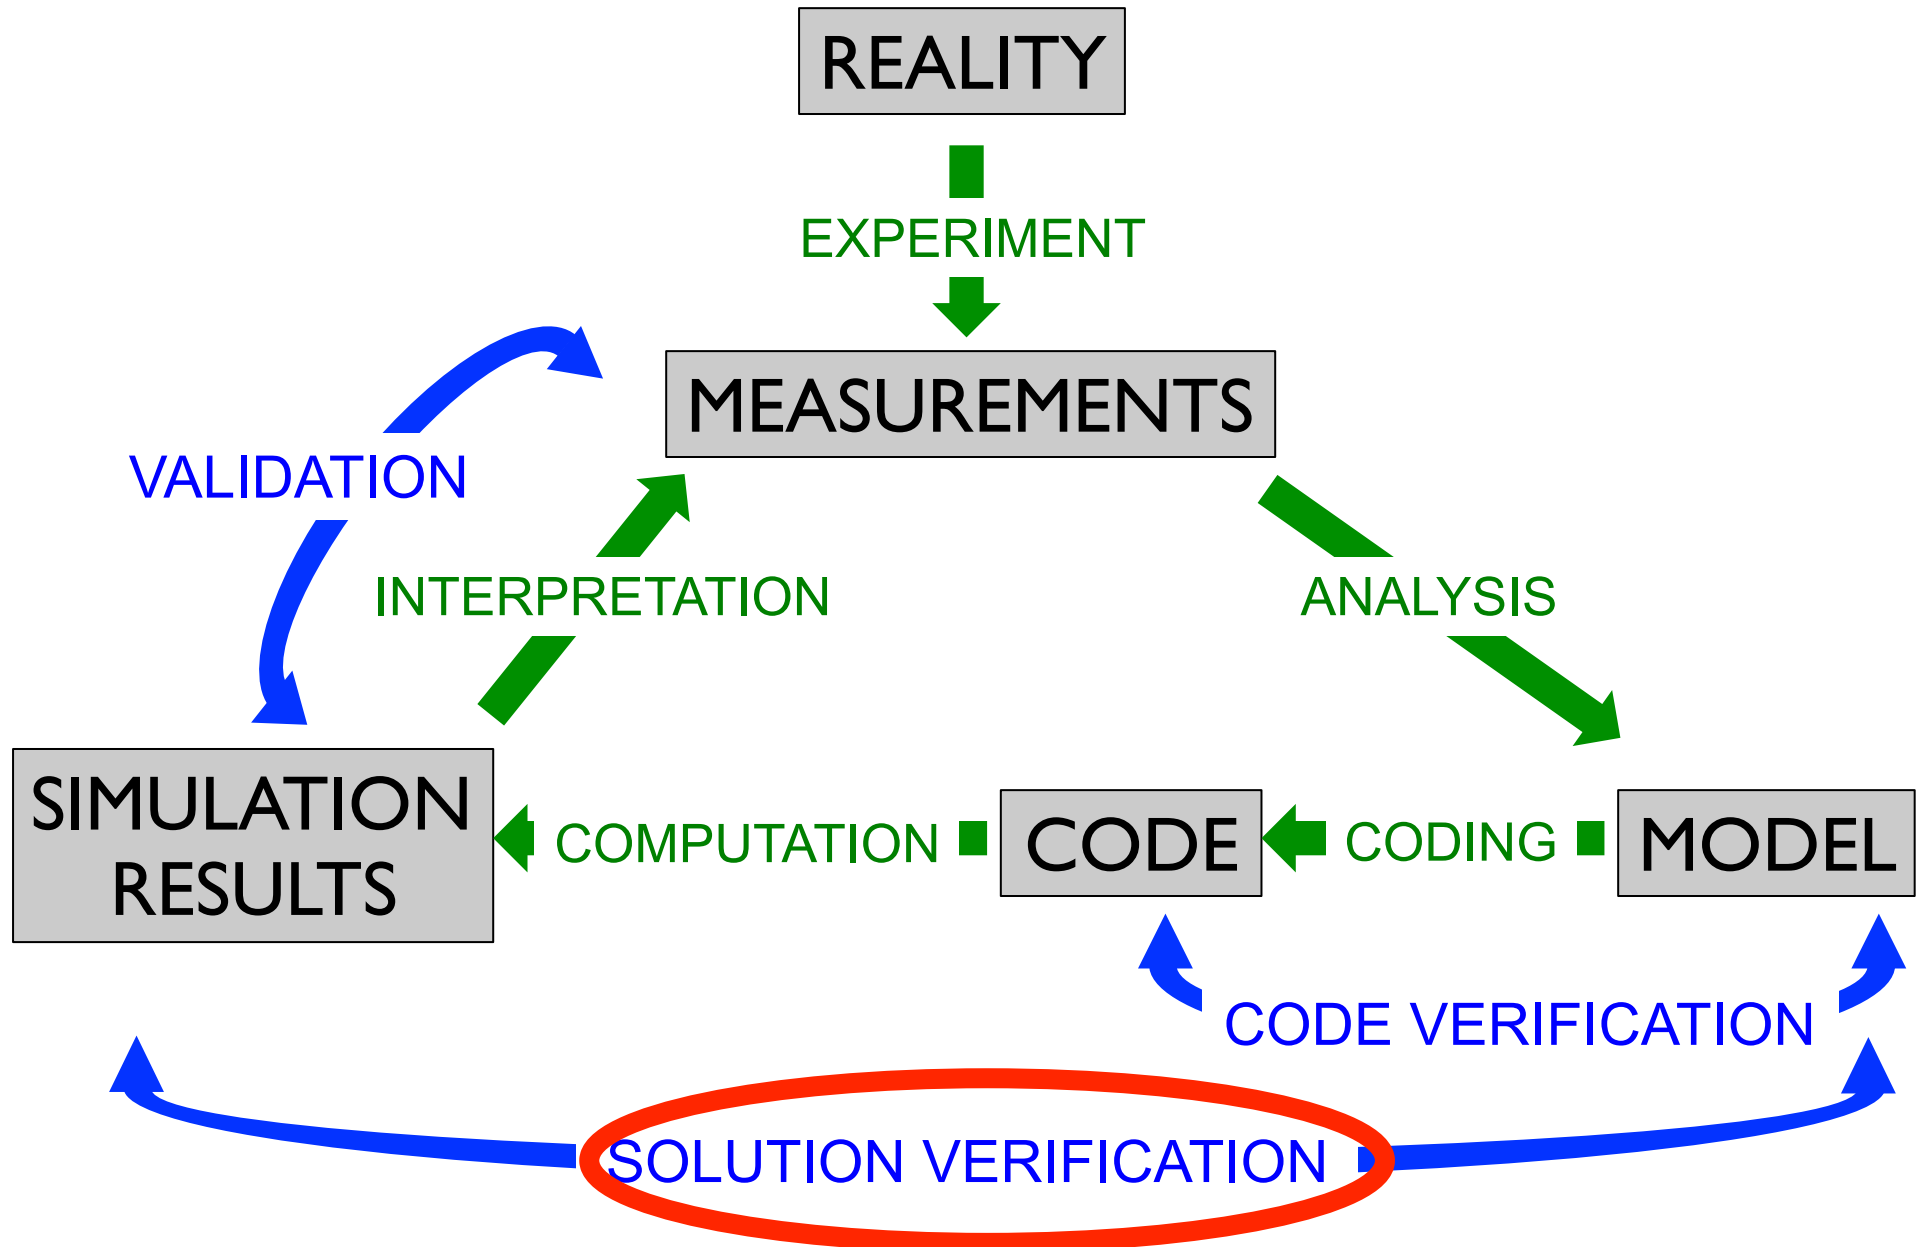 REALITY
EXPERIMENT
MEASUREMENTS
VALIDATION
INTERPRETATION
ANALYSIS
SIMULATION
RESULTS
COMPUTATION
CODE
CODING
MODEL
CODE VERIFICATION
SOLUTION VERIFICATION